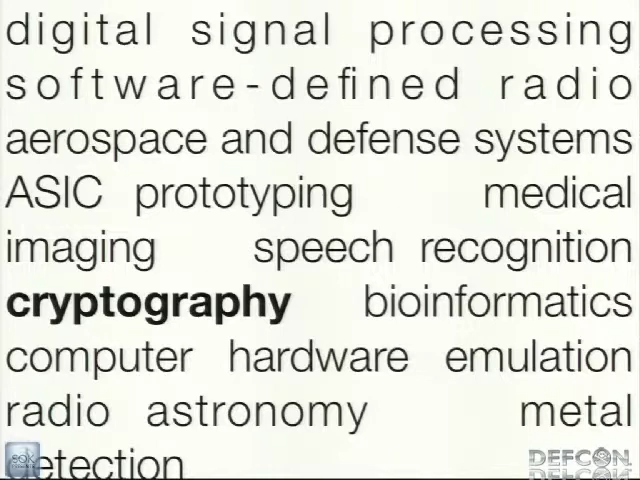 digital signal processing
software-defined radio
aerospace and defense systems
ASIC prototyping medical
imaging speech recognition
cryptography bioinformatics
computer hardware emulation
radio astronomy metal
detection
DEFCON